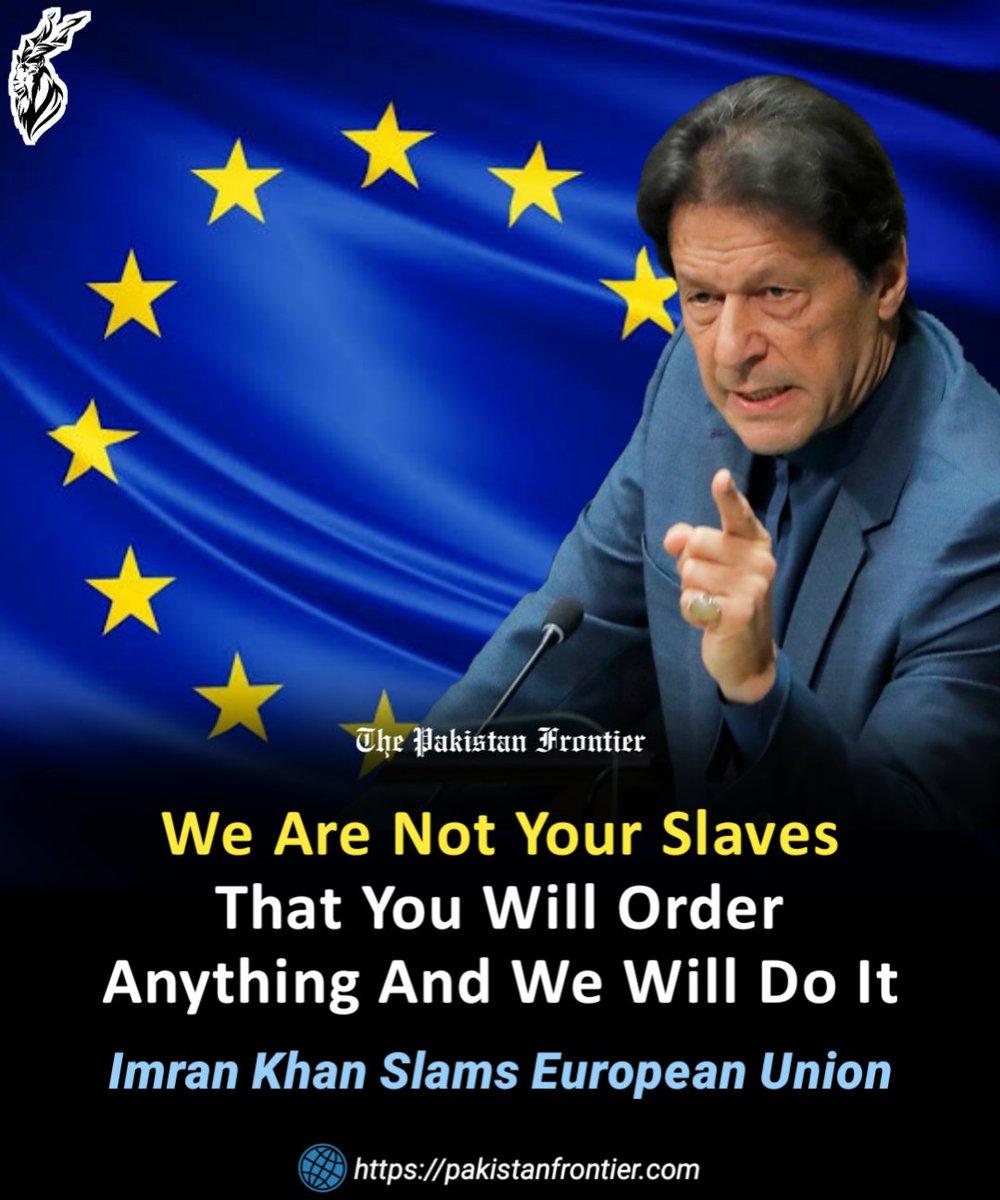 The Pakistan Frontier
We Are Not Your Slaves
That You Will Order
Anything And We Will Do It
Imran Khan Slams European Union
https://pakistanfrontier.com